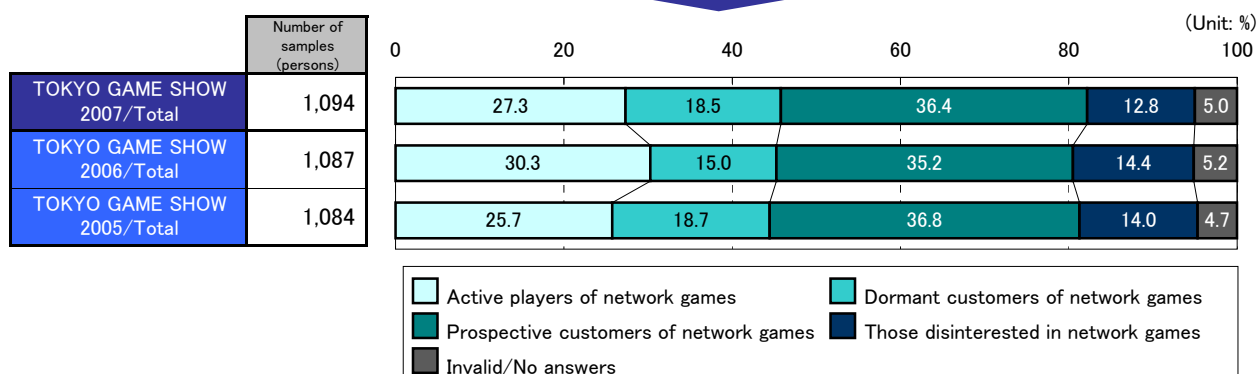 (Unit: %)
Number of
samples
(persons)
0 20 40 60 80 100
TOKYO GAME SHOW
2007/Total
1,094
27.3 18.5 36.4 12.8 5.0
TOKYO GAME SHOW
2006/Total
1,087
30.3 15.0 35.2 14.4 5.2
TOKYO GAME SHOW
2005/Total
1,084
25.7 18.7 36.8 14.0 4.7
Active players of network games
Dormant customers of network games
Prospective customers of network games
Those disinterested in network games
Invalid/No answers